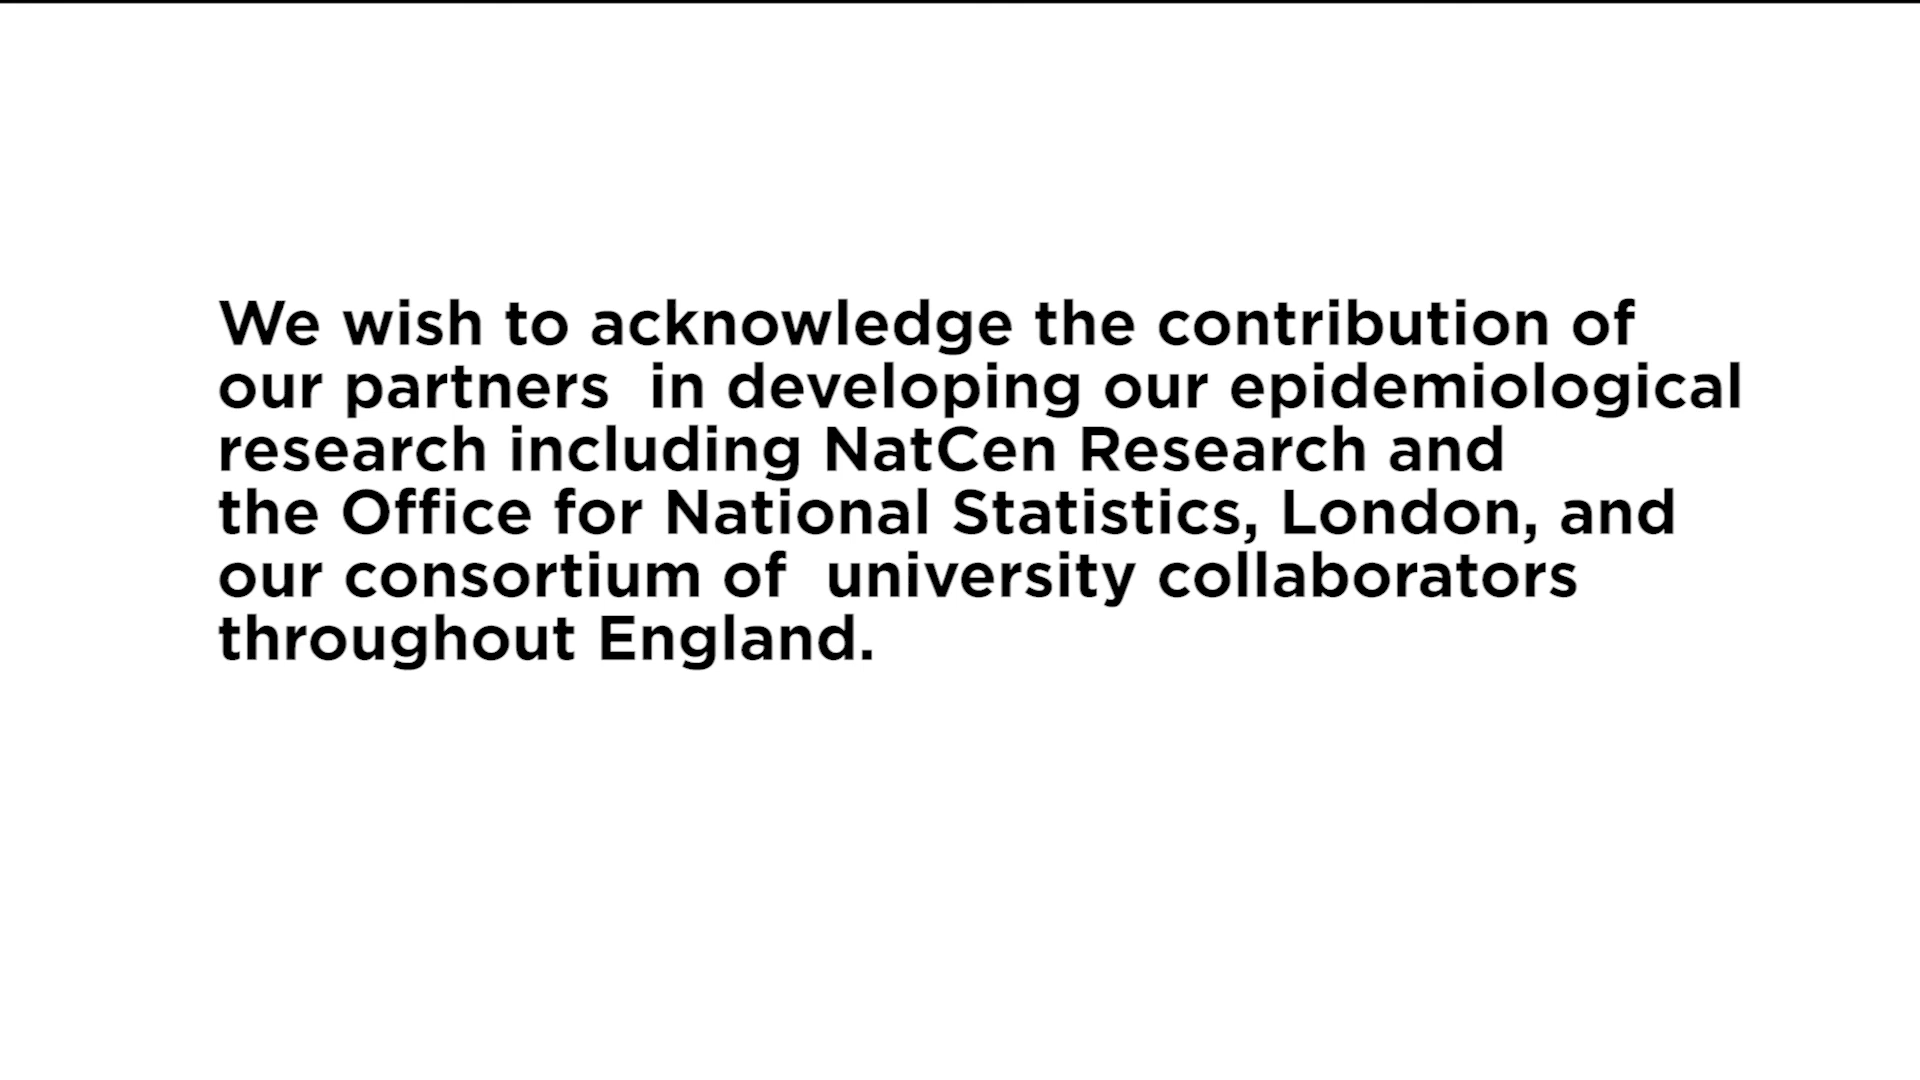 We wish to acknowledge the contribution of
our partners  in developing our epidemiological
research including NatCen Research and
the Office for National Statistics, London, and
our consortium of  university collaborators
throughout England.